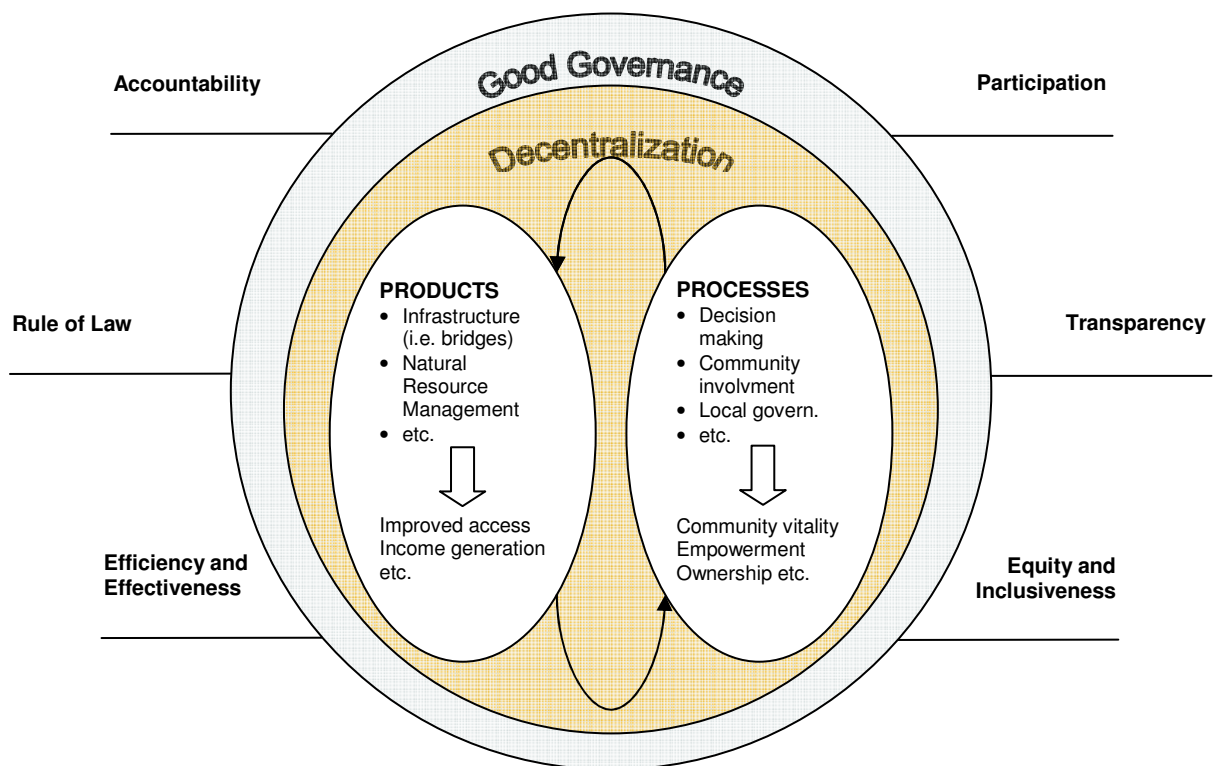 Good Governance
Decentralization
Accountability
Participation
Rule of Law
Transparency
Efficiency and
Effectiveness
Equity and
Inclusiveness
PRODUCTS
• Infrastructure
(i.e. bridges)
• Natural
Resource
Management
• etc.
Improved access
Income generation
etc.
PROCESSES
• Decision
making
• Community
involvment
• Local govern.
• etc.
Community vitality
Empowerment
Ownership etc.